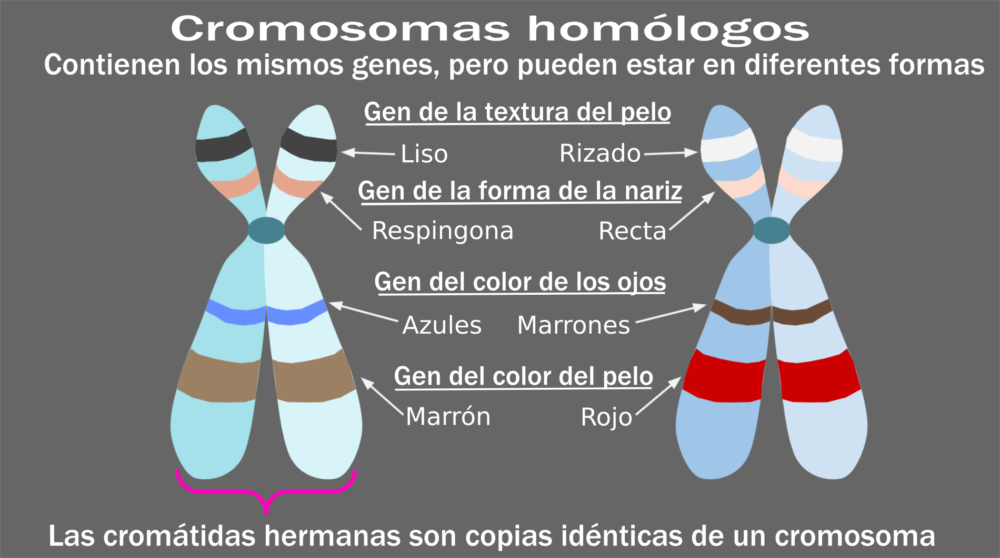 Cromosomas homólogos
Contienen los mismos genes, pero pueden estar en diferentes formas
Gen de la textura del pelo
Liso Rizado
Gen de la forma de la nariz
Respingona Recta
Gen del color de los ojos
Azules Marrones
Gen del color del pelo
Marrón Rojo
Las cromátidas hermanas son copias idénticas de un cromosoma